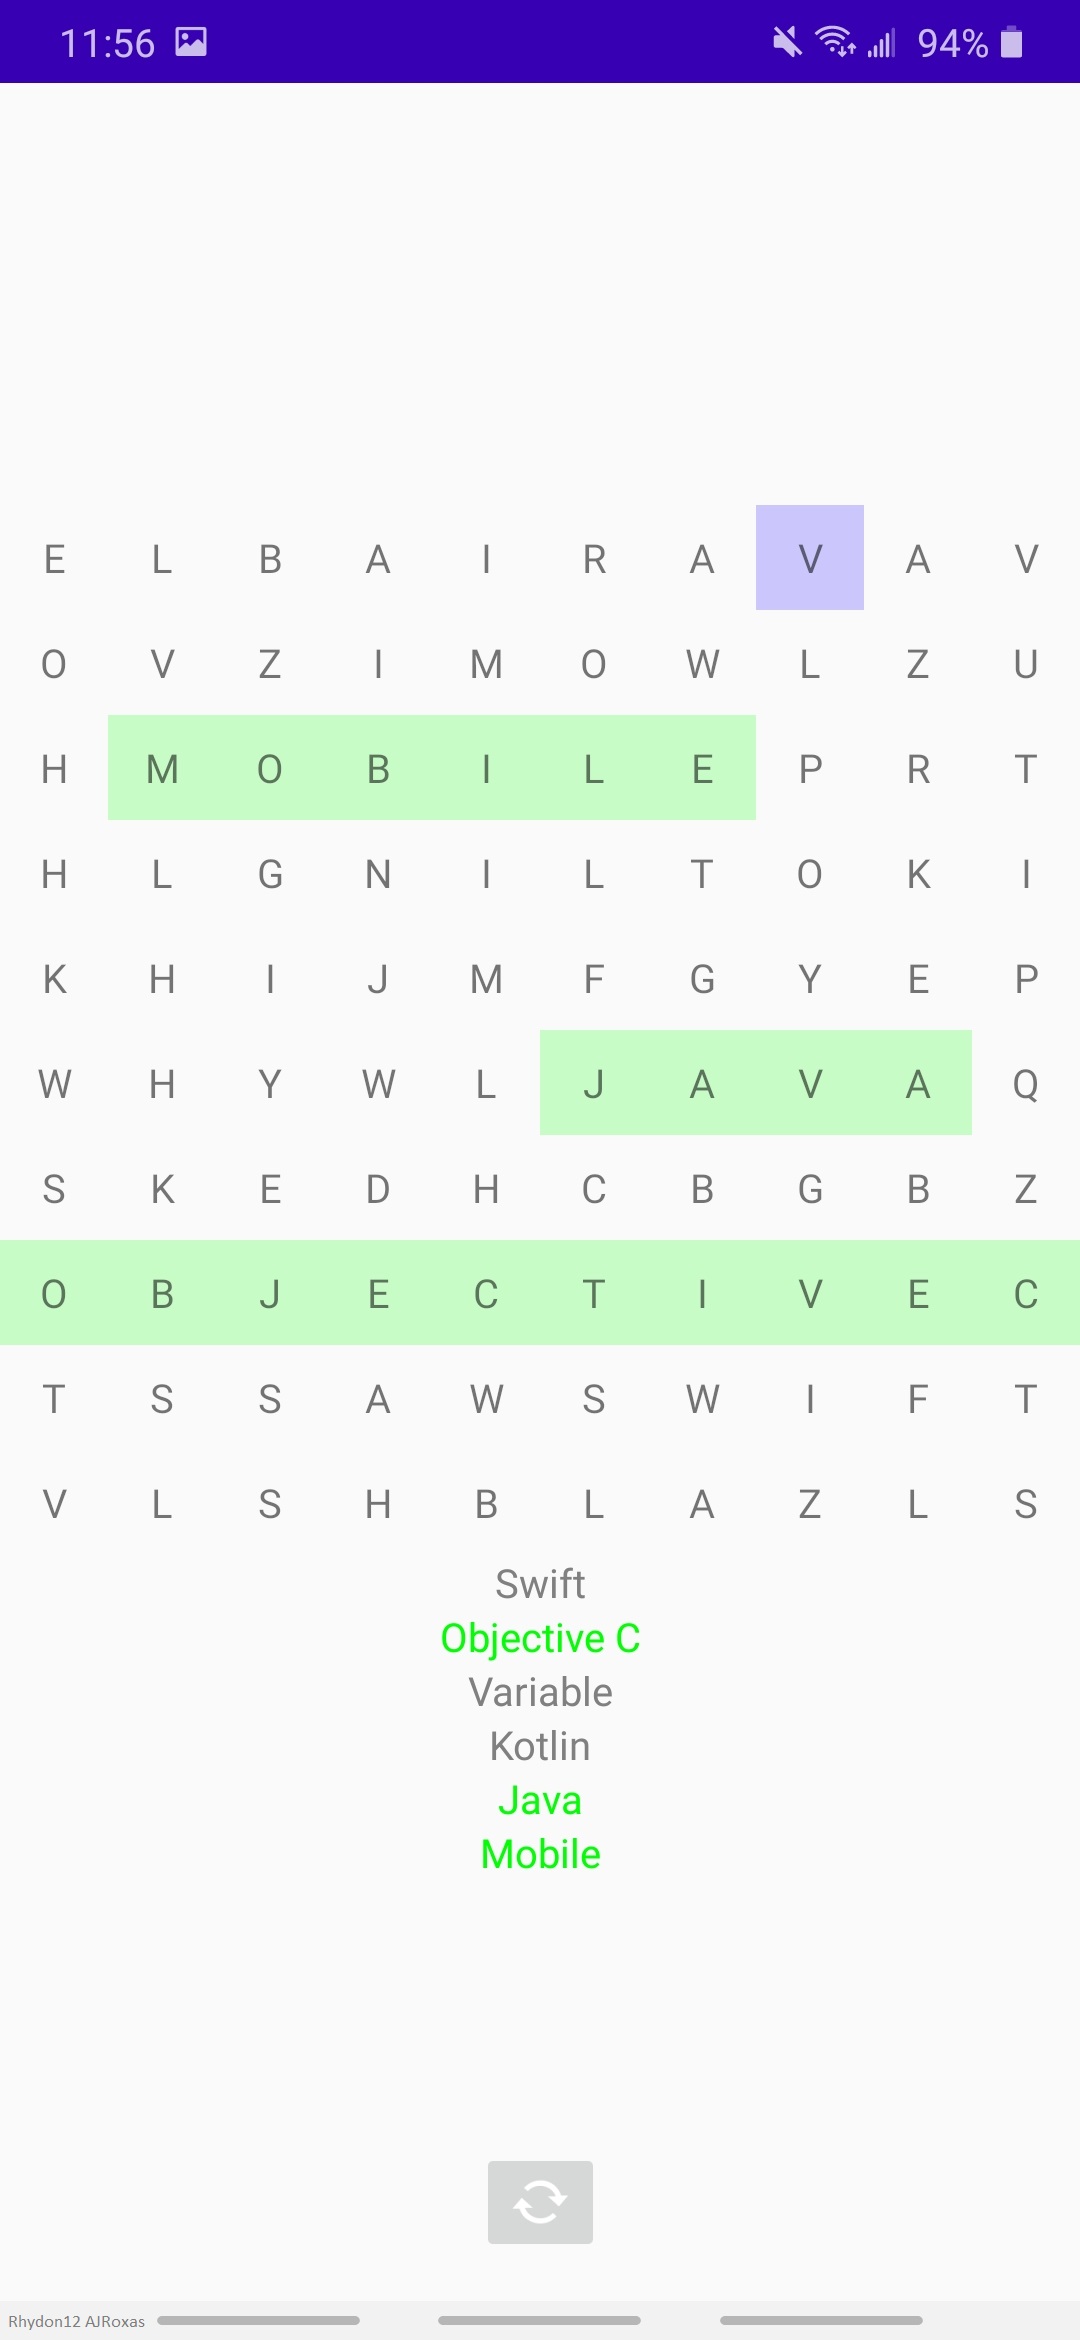 11:56 94%
E L B A I R A V A V
O V Z I M O W L Z U
H M O B I L E P R T
H L G N I L T O K I
K H I J M F G Y E P
W H Y W L J A V A Q
S K E D H C B G B Z
O B J E C T I V E C
T S S A W S W I F T
V L S H B L A Z L S
Swift
Objective C
Variable
Kotlin
Java
Mobile
Rhydon12 AJRoxas